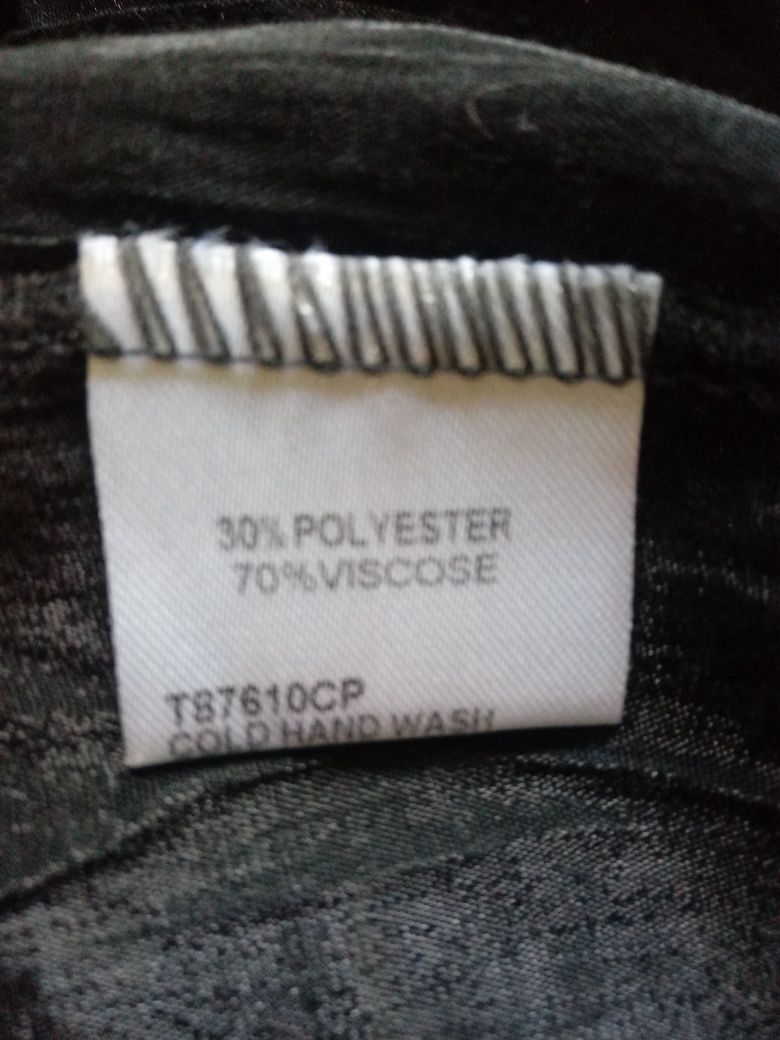 30% POLYESTER
70%VISCOSE
T87610CP
COLD HAND WASH